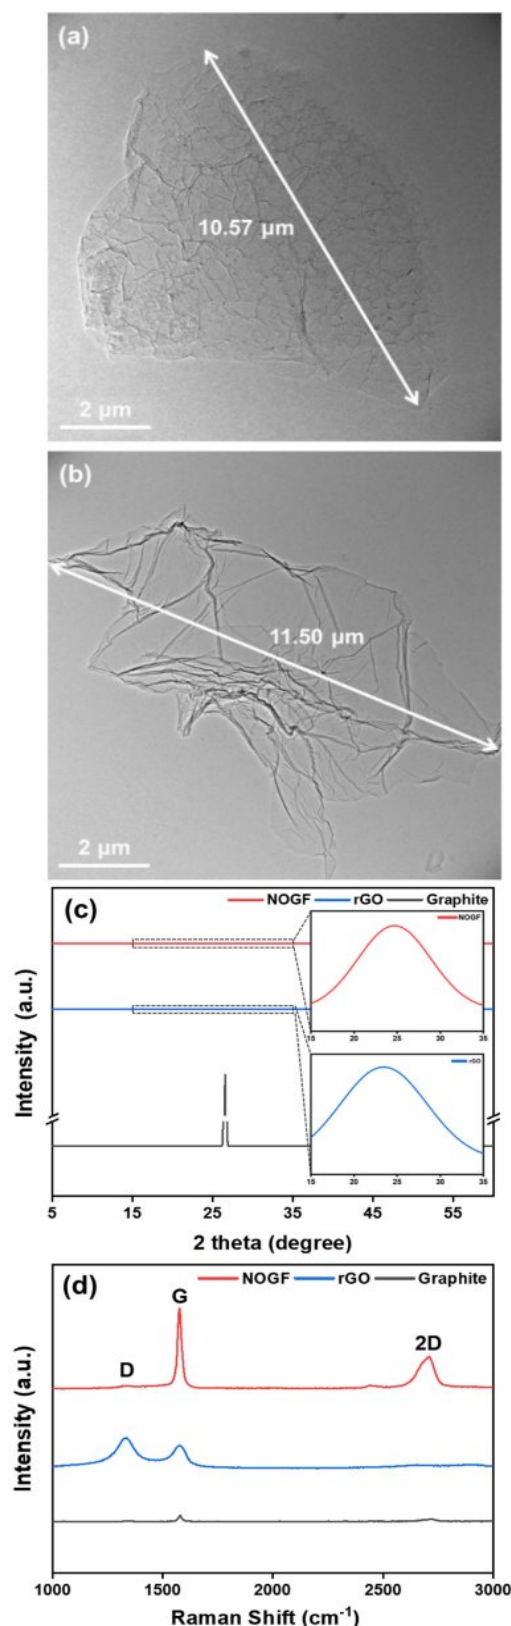 (a)
10.57 µm
2 µm
(b)
11.50 µm
2 µm
(c)
NOGF rGO Graphite
NOGF
15 20 25 30 35
rGO
15 20 25 30 35
Intensity (a.u.)
5 15 25 35 45 55
2 theta (degree)
(d)
NOGF rGO Graphite
G
D
2D
Intensity (a.u.)
1000 1500 2000 2500 3000
Raman Shift (cm⁻¹)